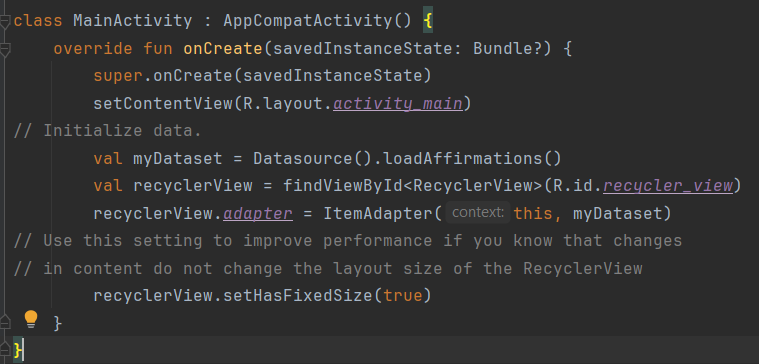 class MainActivity : AppCompatActivity() {
    override fun onCreate(savedInstanceState: Bundle?) {
        super.onCreate(savedInstanceState)
        setContentView(R.layout.activity_main)
// Initialize data.
        val myDataset = Datasource().loadAffirmations()
        val recyclerView = findViewById<RecyclerView>(R.id.recycler_view)
        recyclerView.adapter = ItemAdapter( context: this, myDataset)
// Use this setting to improve performance if you know that changes
// in content do not change the layout size of the RecyclerView
        recyclerView.setHasFixedSize(true)
    }
}